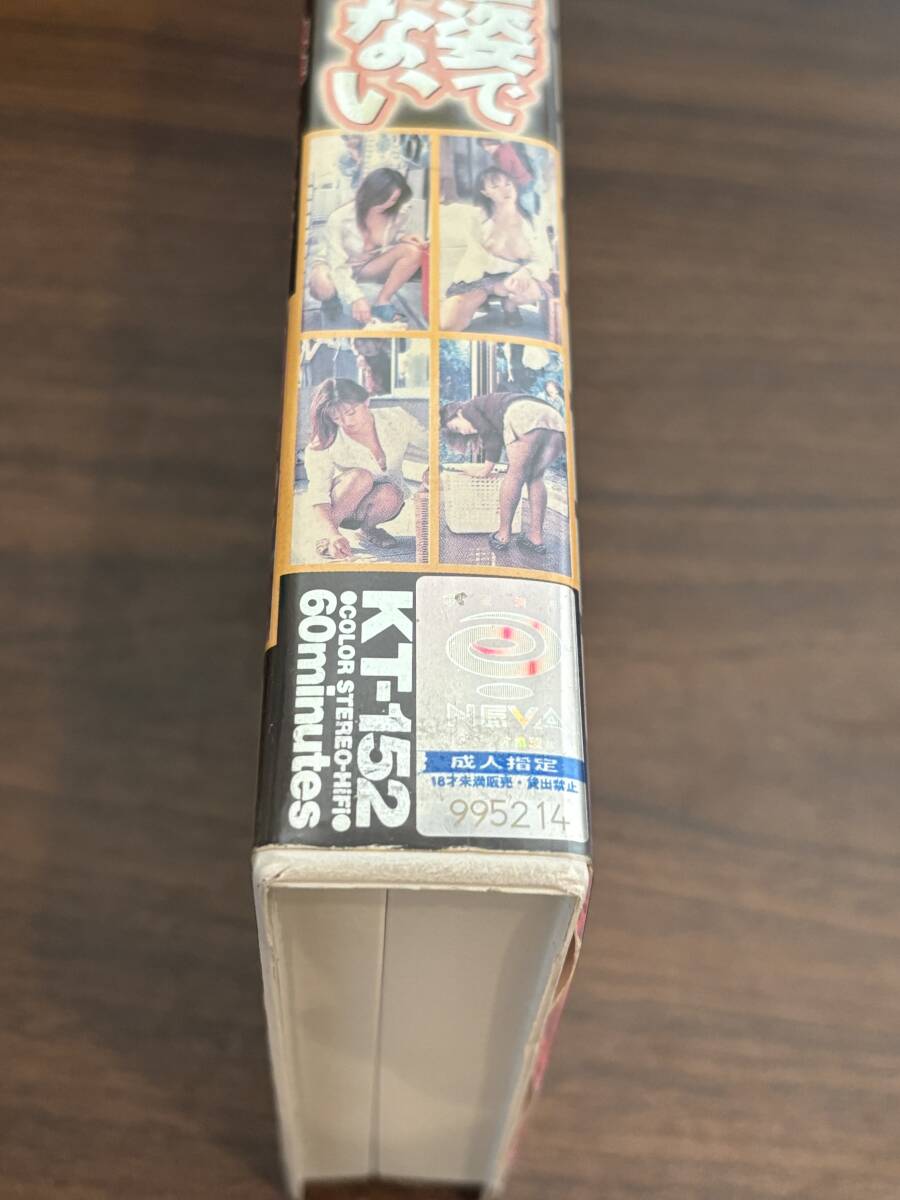 姿で
ない
KT-152
●COLOR STEREO-HiFi●
60minutes
NEVA
成人指定
18才未満販売・貸出禁止
995214